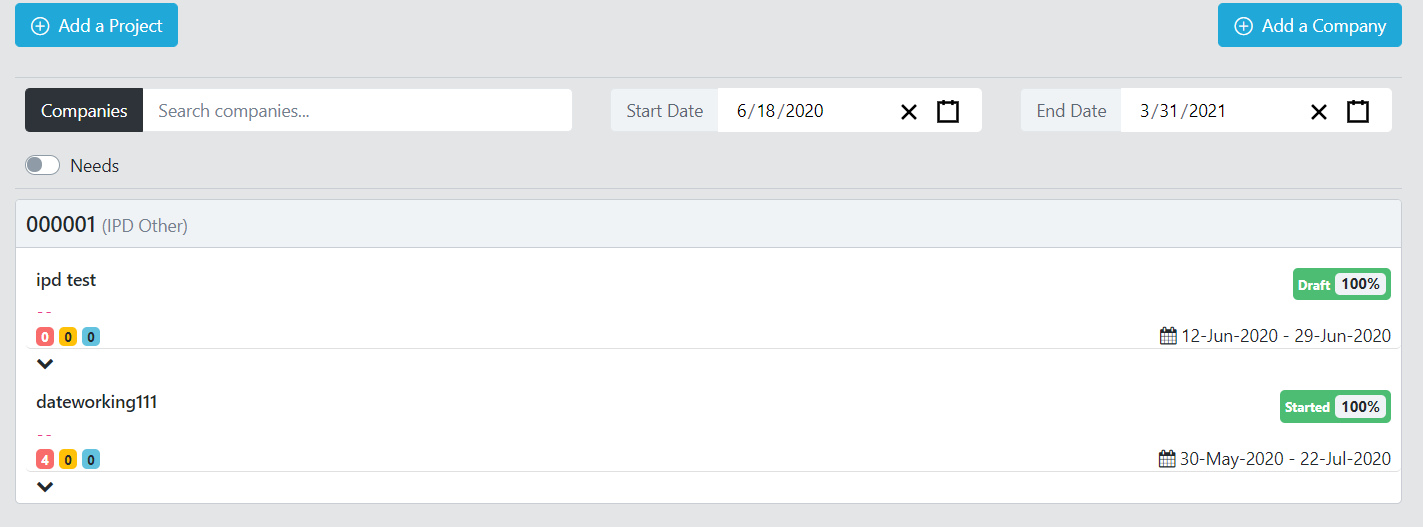 Add a Project
Add a Company
Companies Search companies... Start Date 6/18/2020 End Date 3/31/2021
Needs
000001 (IPD Other)
ipd test
Draft 100%
--
0 0 0
12-Jun-2020 - 29-Jun-2020
dateworking111
Started 100%
--
4 0 0
30-May-2020 - 22-Jul-2020